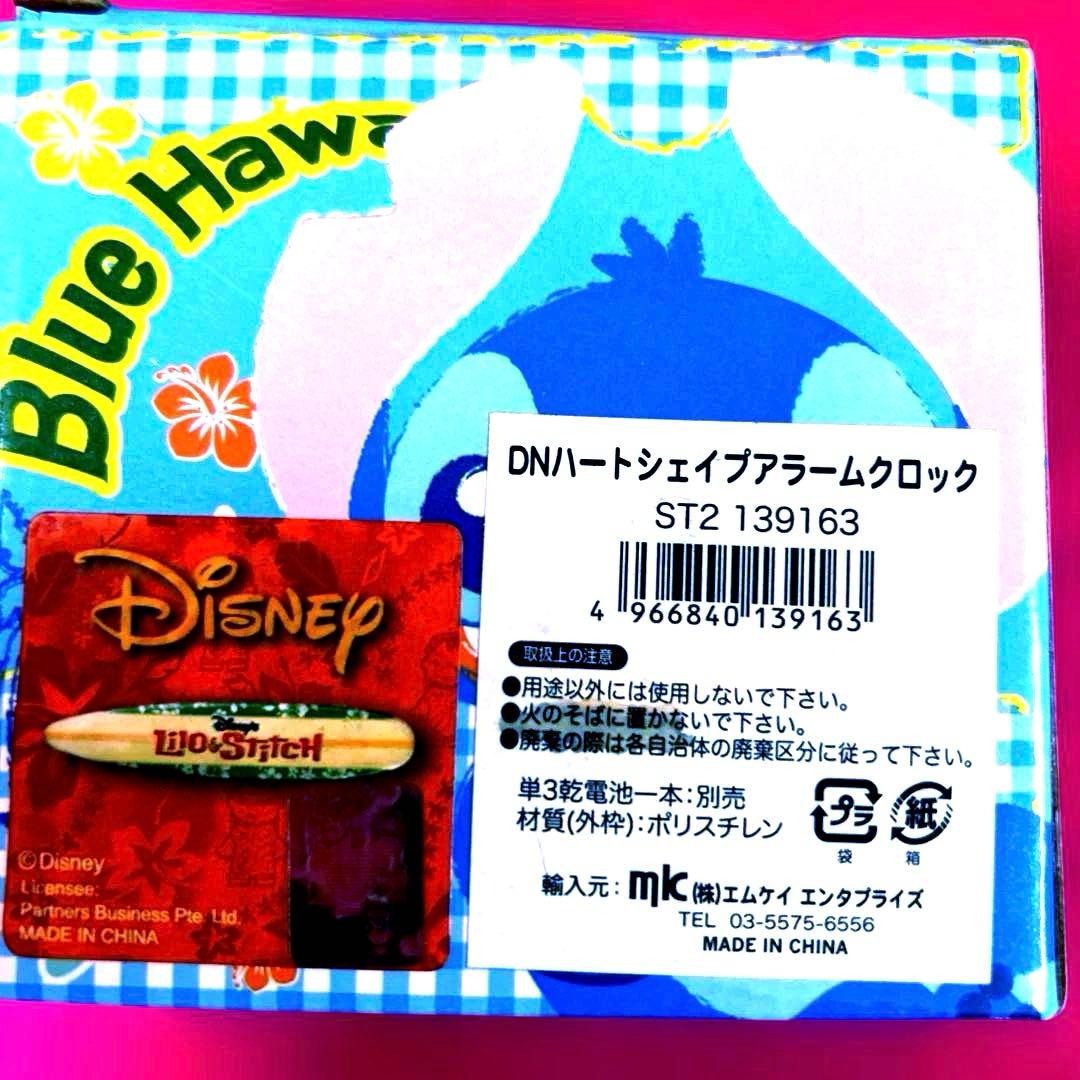 Blue Hawa
DNハートシェイプアラームクロック
ST2 139163
4 966840 139163
取扱上の注意
●用途以外には使用しないで下さい。
●火のそばに置かないで下さい。
●廃棄の際は各自治体の廃棄区分に従って下さい。
単3乾電池一本:別売
材質(外枠):ポリスチレン
プラ
袋
紙
箱
輸入元: mk (株)エムケイ エンタプライズ
TEL 03-5575-6556
MADE IN CHINA
DISNEY
Disney's
LILO & STITCH
©Disney
Licensee:
Partners Business Pte. Ltd.
MADE IN CHINA